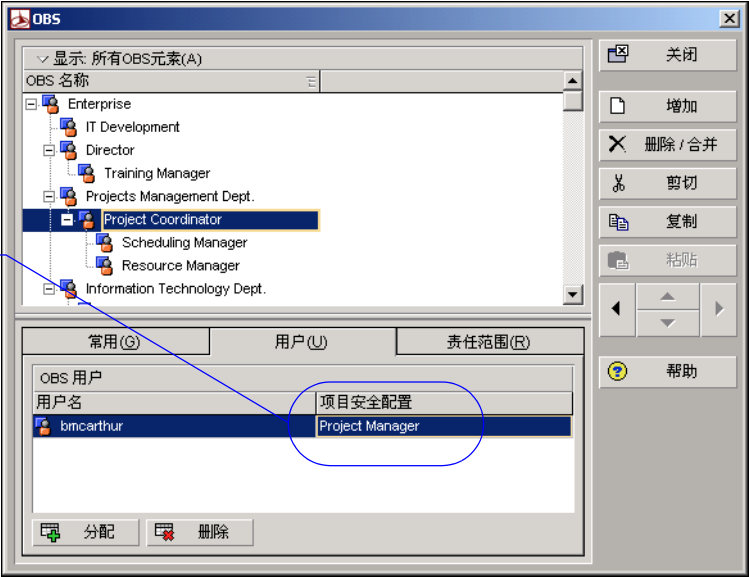 OBS
显示: 所有OBS元素(A)
OBS 名称
Enterprise
IT Development
Director
Training Manager
Projects Management Dept.
Project Coordinator
Scheduling Manager
Resource Manager
Information Technology Dept.
常用(G)
用户(U)
责任范围(R)
OBS 用户
用户名
项目安全配置
bmcarthur
Project Manager
分配
删除
关闭
增加
删除 / 合并
剪切
复制
粘贴
帮助